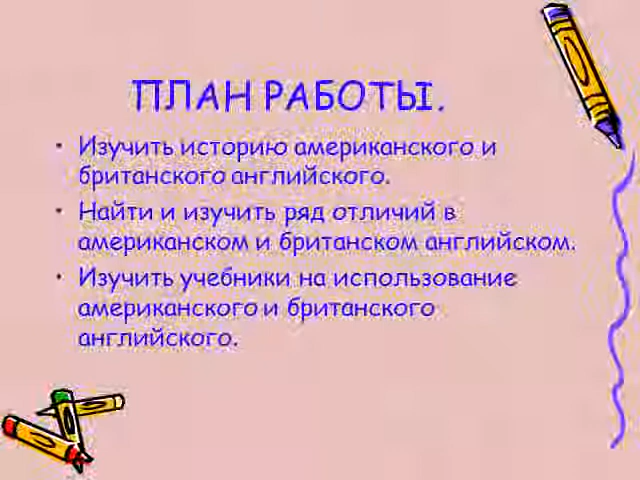 ПЛАН РАБОТЫ.
• Изучить историю американского и
британского английского.
• Найти и изучить ряд отличий в
американском и британском английском.
• Изучить учебники на использование
американского и британского
английского.